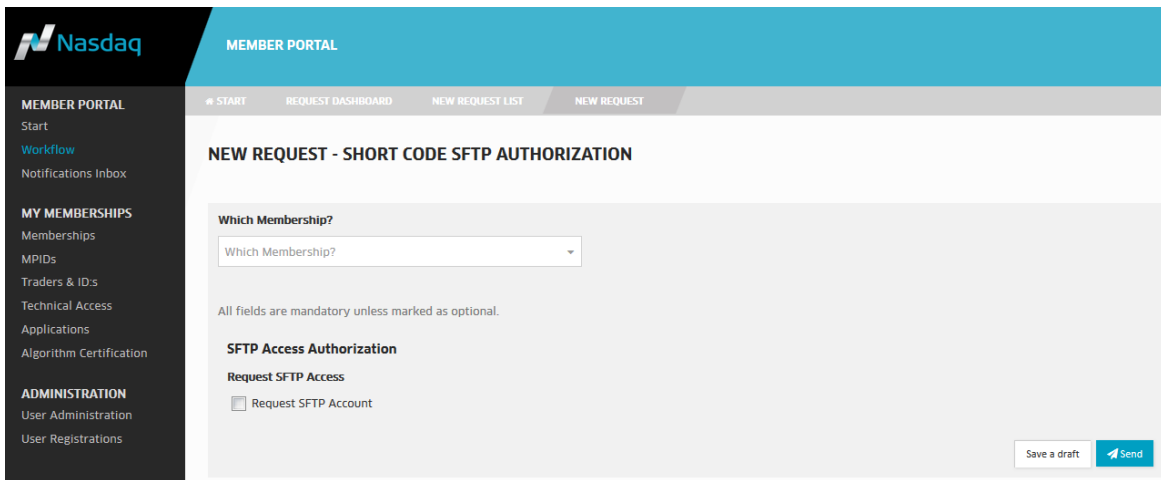 Nasdaq
MEMBER PORTAL
MEMBER PORTAL
Start
Workflow
Notifications Inbox
MY MEMBERSHIPS
Memberships
MPIDs
Traders & ID:s
Technical Access
Applications
Algorithm Certification
ADMINISTRATION
User Administration
User Registrations
START REQUEST DASHBOARD NEW REQUEST LIST NEW REQUEST
NEW REQUEST - SHORT CODE SFTP AUTHORIZATION
Which Membership?
Which Membership?
All fields are mandatory unless marked as optional.
SFTP Access Authorization
Request SFTP Access
Request SFTP Account
Save a draft Send